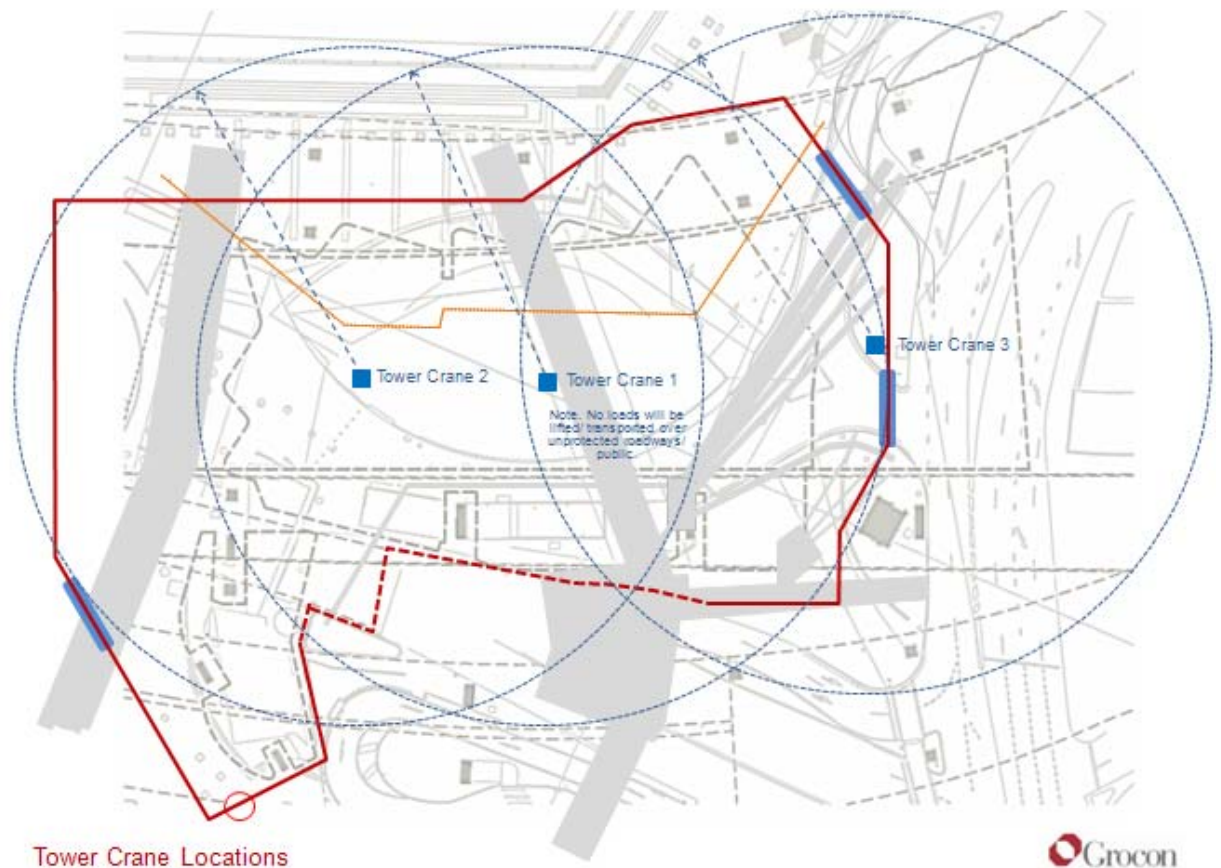 Tower Crane 3
Tower Crane 2
Tower Crane 1
Note. No loads will be
lifted/ transported over
unprotected roadways/
public.
Tower Crane Locations
Grocon